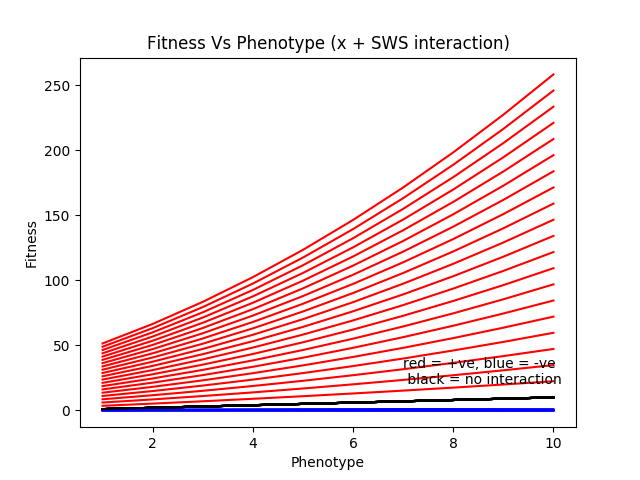 Fitness Vs Phenotype (x + SWS interaction)
250
200
150
100
50
0
Fitness
red = +ve, blue = -ve
black = no interaction
2
4
6
8
10
Phenotype